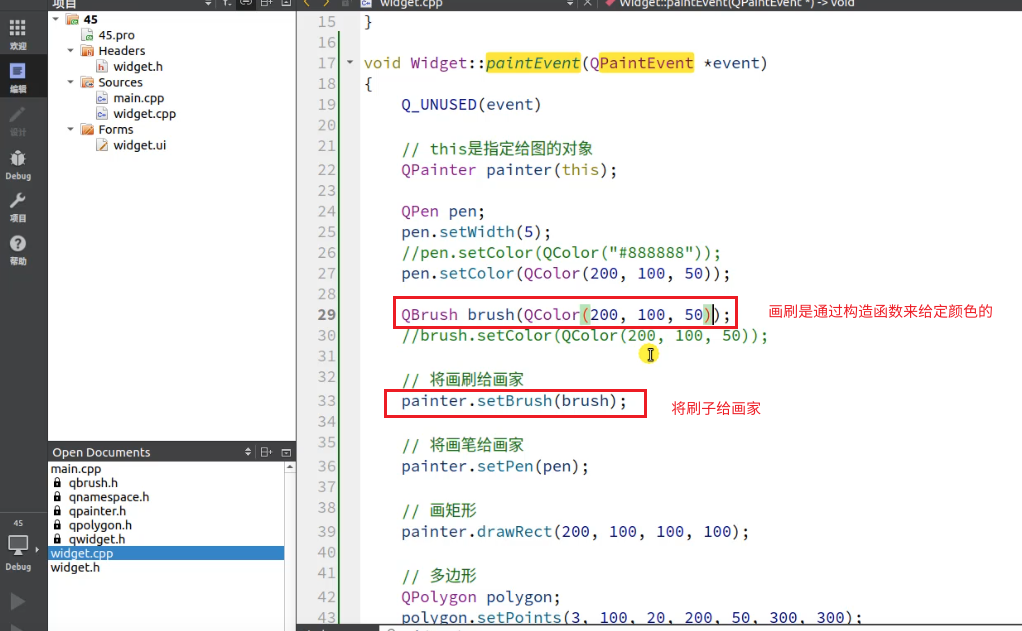 项目
widget.cpp
Widget::paintEvent(QPaintEvent *) -> void
欢迎
编辑
设计
Debug
项目
帮助
45
Debug
45
45.pro
Headers
widget.h
Sources
main.cpp
widget.cpp
Forms
widget.ui
Open Documents
main.cpp
qbrush.h
qnamespace.h
qpainter.h
qpolygon.h
qwidget.h
widget.cpp
widget.h
15 }
16
17 void Widget::paintEvent(QPaintEvent *event)
18 {
19 Q_UNUSED(event)
20
21 // this是指定给图的对象
22 QPainter painter(this);
23
24 QPen pen;
25 pen.setWidth(5);
26 //pen.setColor(QColor("#888888"));
27 pen.setColor(QColor(200, 100, 50));
28
29 QBrush brush(QColor(200, 100, 50));
画刷是通过构造函数来给定颜色的
30 //brush.setColor(QColor(200, 100, 50));
31
32 // 将画刷给画家
33 painter.setBrush(brush);
将刷子给画家
34
35 // 将画笔给画家
36 painter.setPen(pen);
37
38 // 画矩形
39 painter.drawRect(200, 100, 100, 100);
40
41 // 多边形
42 QPolygon polygon;
43 polygon.setPoints(3, 100, 20, 200, 50, 300, 300);